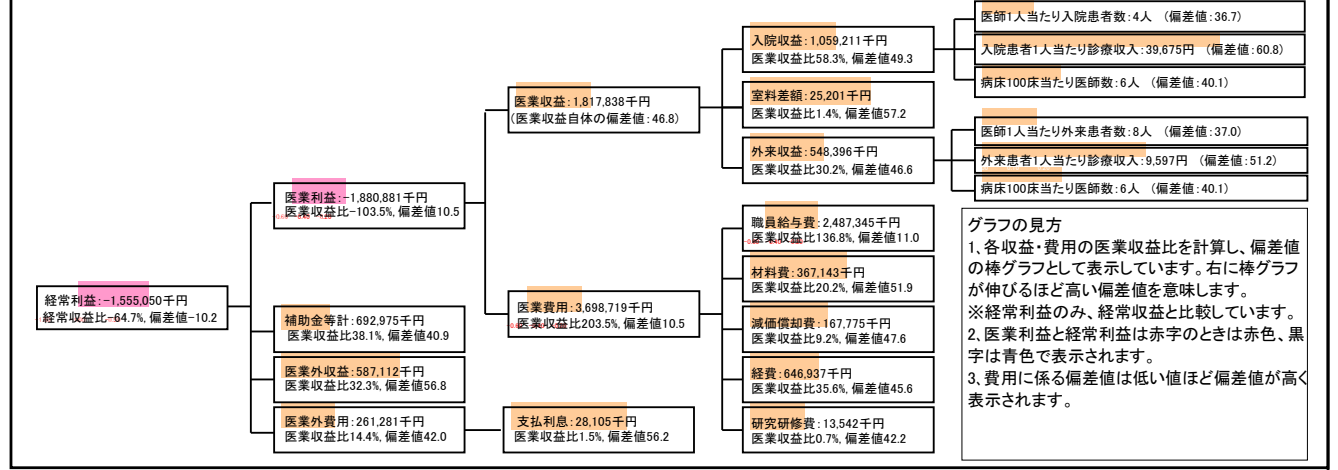 医師1人当たり入院患者数:4人 (偏差値:36.7)
入院収益:1,059,211千円
医業収益比58.3%, 偏差値49.3
入院患者1人当たり診療収入:39,675円 (偏差値:60.8)
病床100床当たり医師数:6人 (偏差値:40.1)
医業収益:1,817,838千円
(医業収益自体の偏差値:46.8)
室料差額:25,201千円
医業収益比1.4%, 偏差値57.2
医師1人当たり外来患者数:8人 (偏差値:37.0)
外来収益:548,396千円
医業収益比30.2%, 偏差値46.6
外来患者1人当たり診療収入:9,597円 (偏差値:51.2)
病床100床当たり医師数:6人 (偏差値:40.1)
医業利益:-1,880,881千円
医業収益比-103.5%, 偏差値10.5
職員給与費:2,487,345千円
医業収益比136.8%, 偏差値11.0
材料費:367,143千円
医業収益比20.2%, 偏差値51.9
経常利益:-1,555,050千円
経常収益比-64.7%, 偏差値-10.2
医業費用:3,698,719千円
医業収益比203.5%, 偏差値10.5
補助金等計:692,975千円
医業収益比38.1%, 偏差値40.9
減価償却費:167,775千円
医業収益比9.2%, 偏差値47.6
医業外収益:587,112千円
医業収益比32.3%, 偏差値56.8
経費:646,937千円
医業収益比35.6%, 偏差値45.6
医業外費用:261,281千円
医業収益比14.4%, 偏差値42.0
支払利息:28,105千円
医業収益比1.5%, 偏差値56.2
研究研修費:13,542千円
医業収益比0.7%, 偏差値42.2
グラフの見方
1、各収益・費用の医業収益比を計算し、偏差値
の棒グラフとして表示しています。右に棒グラフ
が伸びるほど高い偏差値を意味します。
※経常利益のみ、経常収益と比較しています。
2、医業利益と経常利益は赤字のときは赤色、黒
字は青色で表示されます。
3、費用に係る偏差値は低い値ほど偏差値が高く
表示されます。